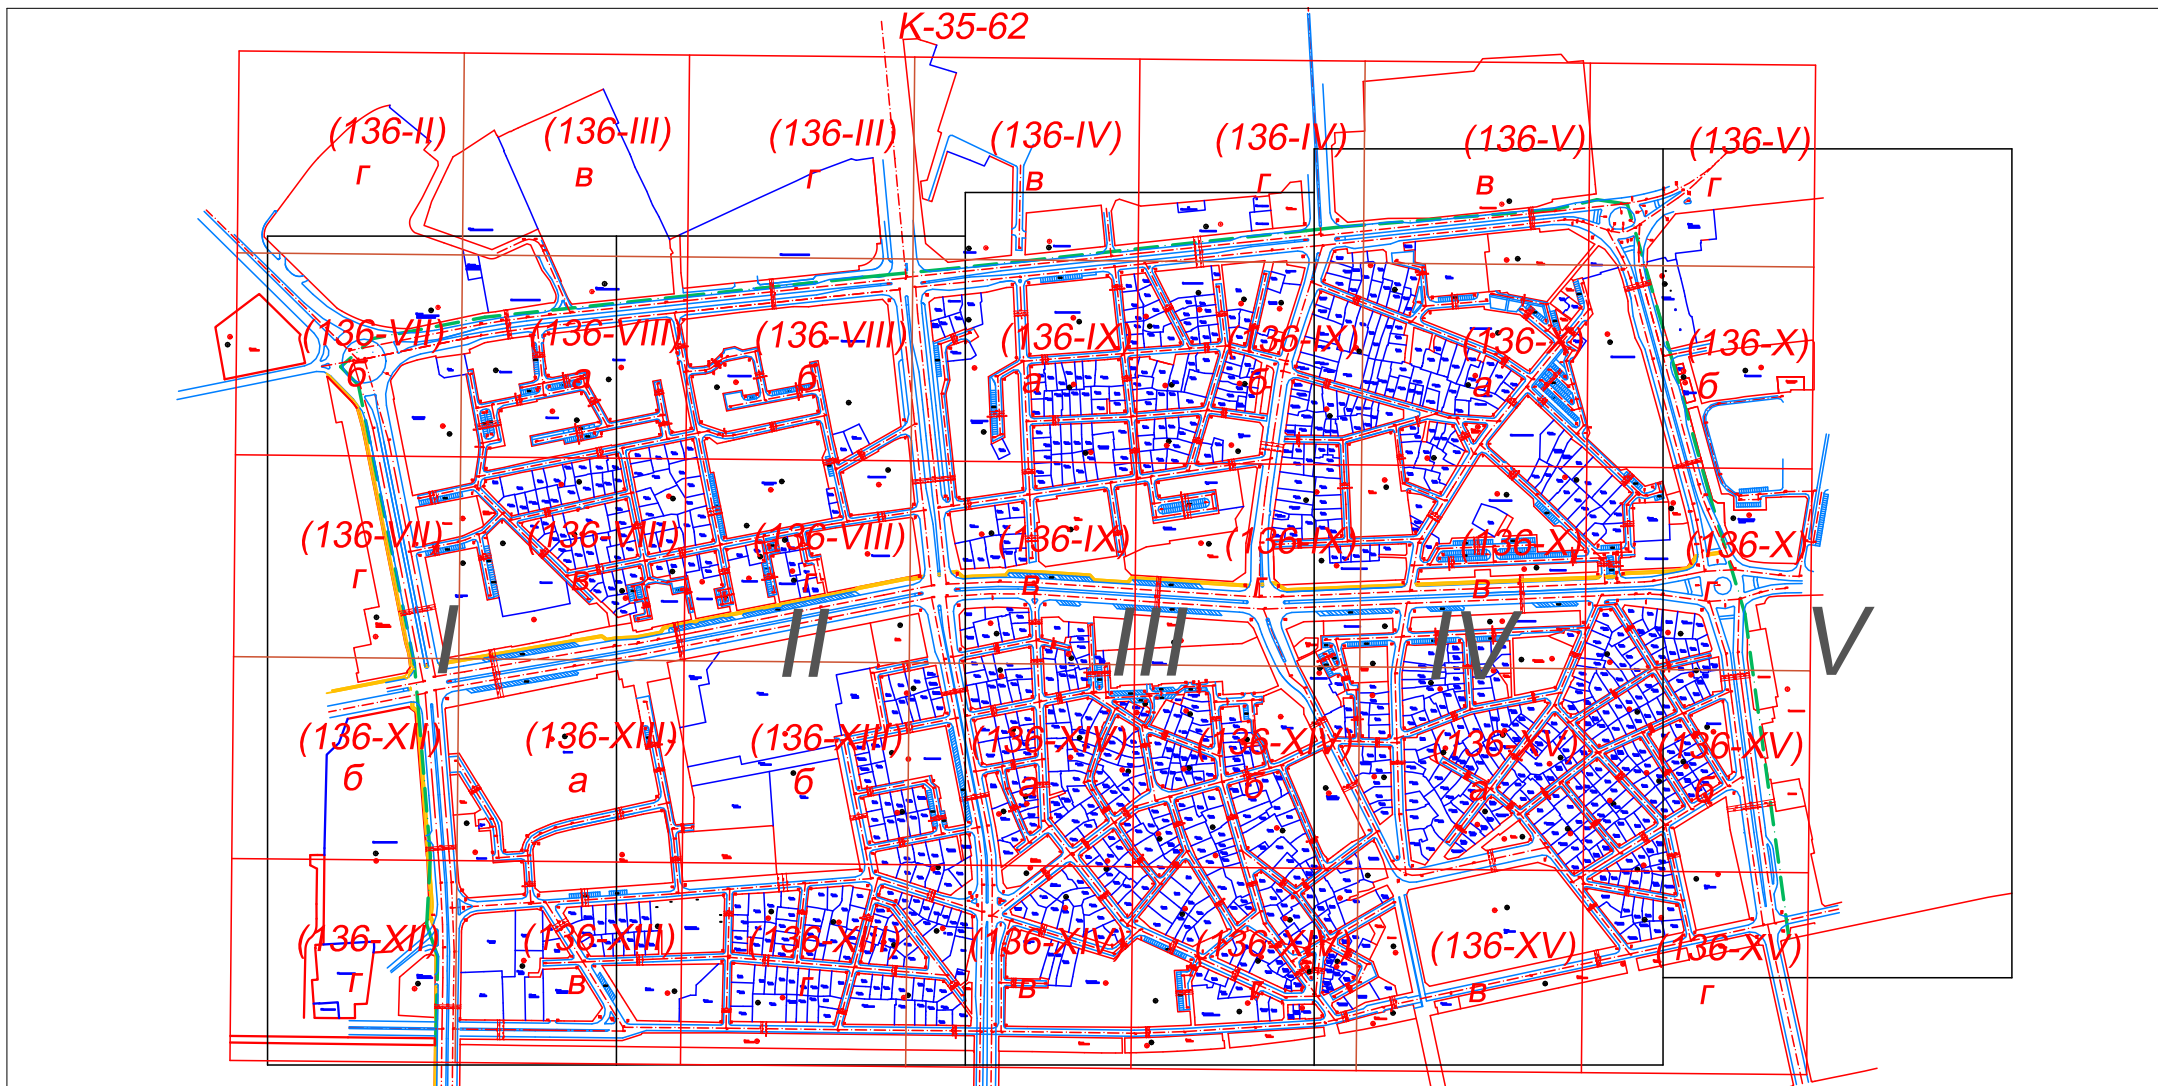 K-35-62
(136-II) (136-III) (136-III) (136-IV) (136-IV) (136-V) (136-V)
г в г в г в г
(136-VII) (136-VIII) (136-VIII) (136-IX) (136-IX) (136-X) (136-X)
б а б а б а б
(136-VII) (136-VIII) (136-VIII) (136-IX) (136-IX) (136-X) (136-X)
г в г в г в г
I II III IV V
(136-XII) (136-XIII) (136-XIII) (136-XIV) (136-XIV) (136-XV) (136-XV)
б а б а б а б
(136-XII) (136-XIII) (136-XIII) (136-XIV) (136-XIV) (136-XV) (136-XV)
г в г в г в г